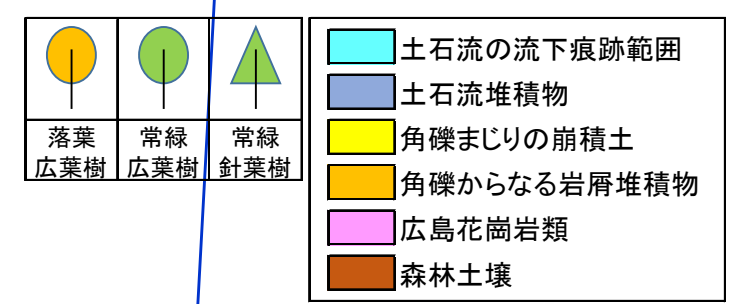 落葉
広葉樹
常緑
広葉樹
常緑
針葉樹
土石流の流下痕跡範囲
土石流堆積物
角礫まじりの崩積土
角礫からなる岩屑堆積物
広島花崗岩類
森林土壌